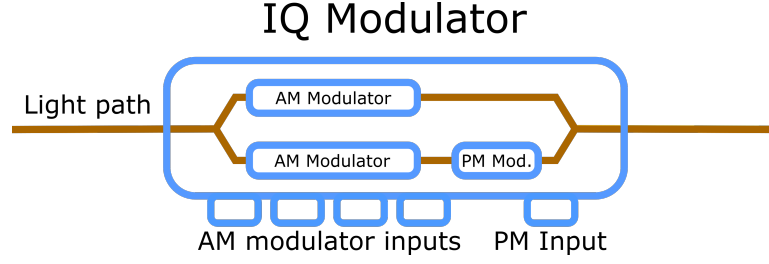 IQ Modulator
Light path
AM Modulator
AM Modulator
PM Mod.
AM modulator inputs
PM Input